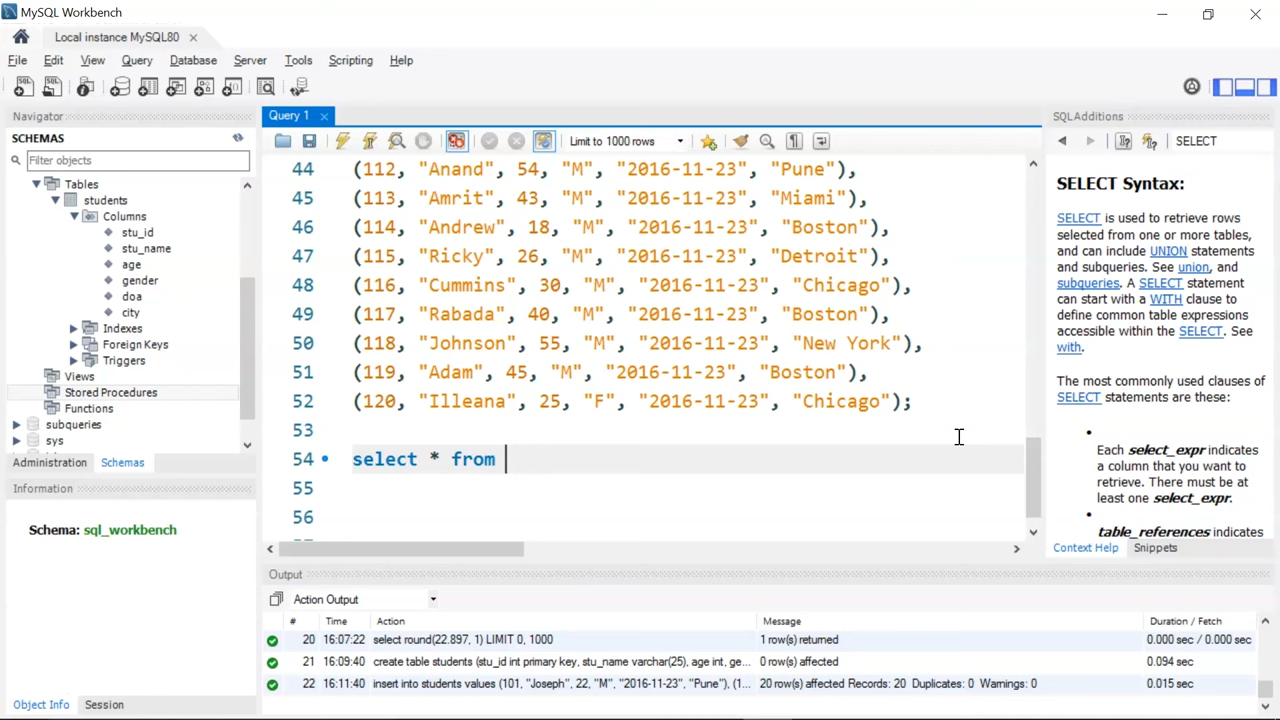 MySQL Workbench
Local instance MySQL80
File Edit View Query Database Server Tools Scripting Help
Navigator
SCHEMAS
Filter objects
Tables
students
Columns
stu_id
stu_name
age
gender
doa
city
Indexes
Foreign Keys
Triggers
Views
Stored Procedures
Functions
subqueries
sys
Administration Schemas
Information
Schema: sql_workbench
Object Info Session
Query 1
Limit to 1000 rows
44 (112, "Anand", 54, "M", "2016-11-23", "Pune"),
45 (113, "Amrit", 43, "M", "2016-11-23", "Miami"),
46 (114, "Andrew", 18, "M", "2016-11-23", "Boston"),
47 (115, "Ricky", 26, "M", "2016-11-23", "Detroit"),
48 (116, "Cummins", 30, "M", "2016-11-23", "Chicago"),
49 (117, "Rabada", 40, "M", "2016-11-23", "Boston"),
50 (118, "Johnson", 55, "M", "2016-11-23", "New York"),
51 (119, "Adam", 45, "M", "2016-11-23", "Boston"),
52 (120, "Illeana", 25, "F", "2016-11-23", "Chicago");
53
54 select * from
55
56
SQLAdditions
SELECT
SELECT Syntax:
SELECT is used to retrieve rows
selected from one or more tables,
and can include UNION statements
and subqueries. See union, and
subqueries. A SELECT statement
can start with a WITH clause to
define common table expressions
accessible within the SELECT. See
with.
The most commonly used clauses of
SELECT statements are these:
Each select_expr indicates
a column that you want to
retrieve. There must be at
least one select_expr.
table_references indicates
Context Help Snippets
Output
Action Output
# Time Action Message Duration / Fetch
20 16:07:22 select round(22.897, 1) LIMIT 0, 1000 1 row(s) returned 0.000 sec / 0.000 sec
21 16:09:40 create table students (stu_id int primary key, stu_name varchar(25), age int, ge... 0 row(s) affected 0.094 sec
22 16:11:40 insert into students values (101, "Joseph", 22, "M", "2016-11-23", "Pune"), (1... 20 row(s) affected Records: 20 Duplicates: 0 Warnings: 0 0.015 sec